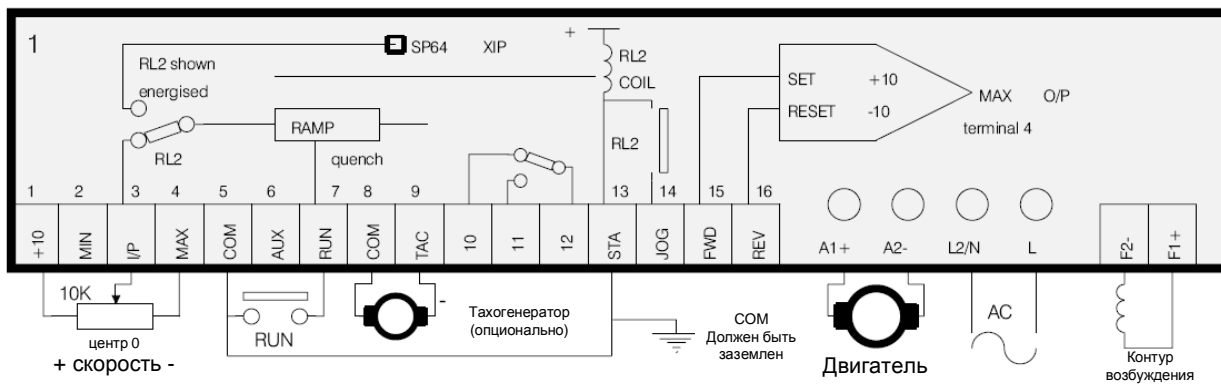 1
SP64 XIP
+
RL2
COIL
RL2 shown
energised
SET +10
RESET -10
MAX O/P
terminal 4
RAMP
RL2
quench
RL2
1 2 3 4 5 6 7 8 9 13 14 15 16
+10 MIN I/P MAX COM AUX RUN COM TAC 10 11 12 STA JOG FWD REV
A1+ A2- L2/N L
F2- F1+
10K
центр 0
+ скорость -
RUN
-
Тахогенератор
(опционально)
COM
Должен быть
заземлен
Двигатель
AC
Контур
возбуждения